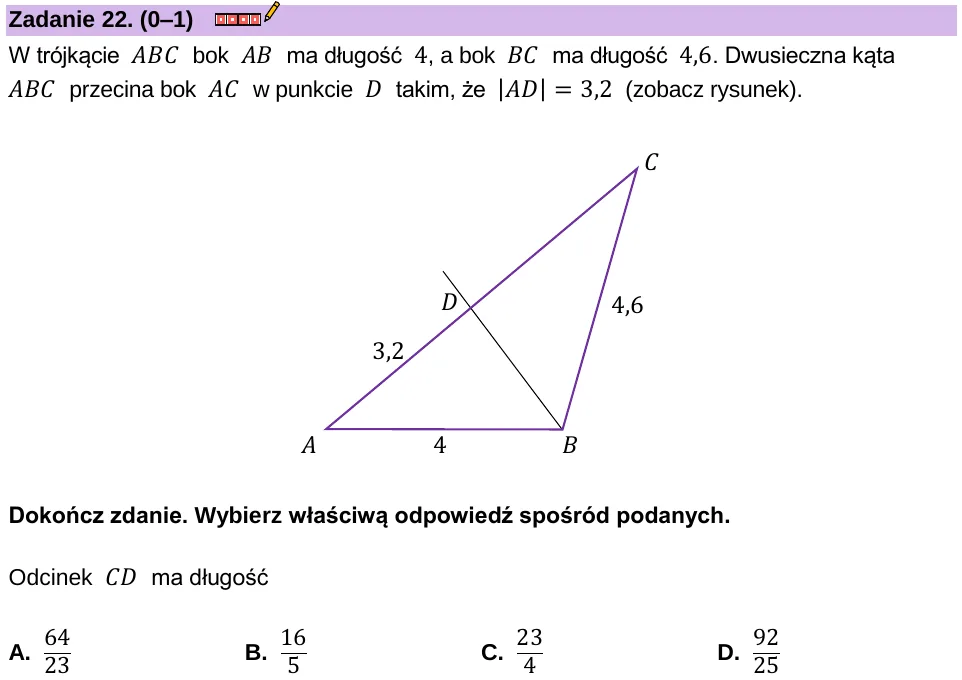 Zadanie 22. (0–1)
W trójkącie ABC bok AB ma długość 4, a bok BC ma długość 4,6. Dwusieczna kąta
ABC przecina bok AC w punkcie D takim, że |AD| = 3,2 (zobacz rysunek).
C
D
4,6
3,2
A
4
B
Dokończ zdanie. Wybierz właściwą odpowiedź spośród podanych.
Odcinek CD ma długość
A. 64/23 B. 16/5 C. 23/4 D. 92/25